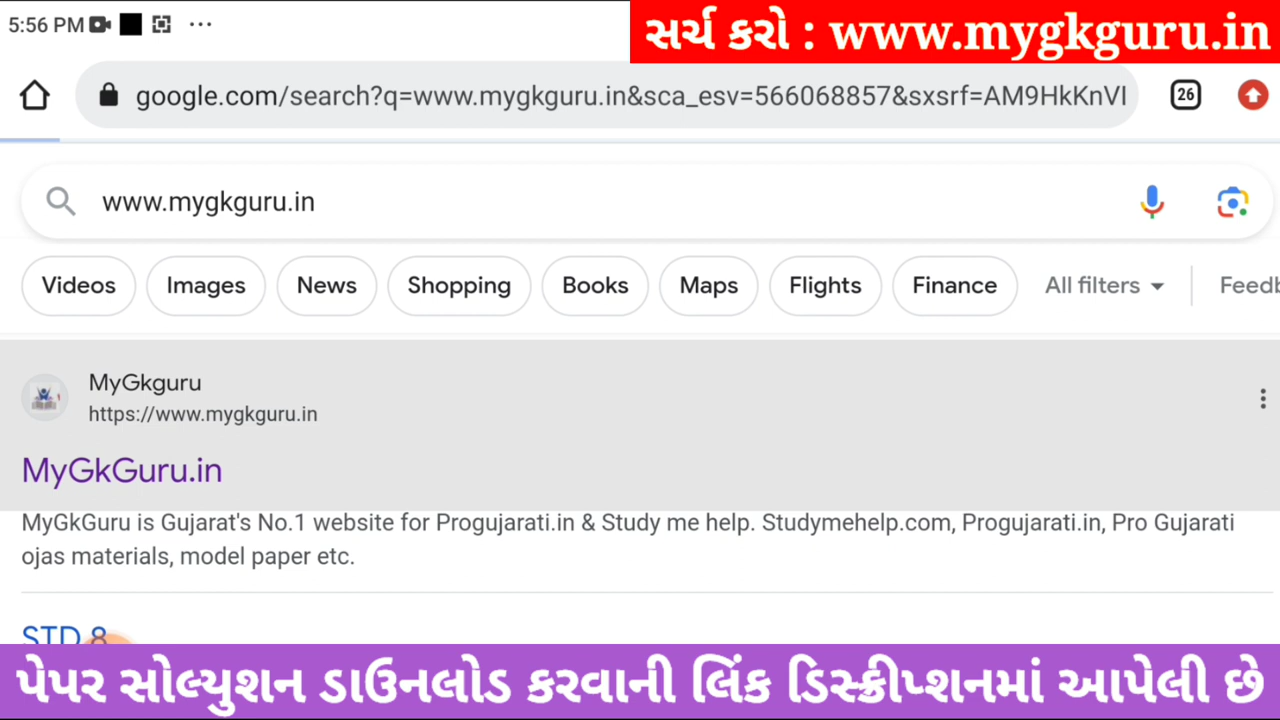 5:56 PM
સર્ચ કરો : www.mygkguru.in
google.com/search?q=www.mygkguru.in&sca_esv=566068857&sxsrf=AM9HkKnVI
26
www.mygkguru.in
Videos Images News Shopping Books Maps Flights Finance All filters Feedb
MyGkguru
https://www.mygkguru.in
MyGkGuru.in
MyGkGuru is Gujarat's No.1 website for Progujarati.in & Study me help. Studymehelp.com, Progujarati.in, Pro Gujarati
ojas materials, model paper etc.
STD 8
પેપર સોલ્યુશન ડાઉનલોડ કરવાની લિંક ડિસ્ક્રીપ્શનમાં આપેલી છે